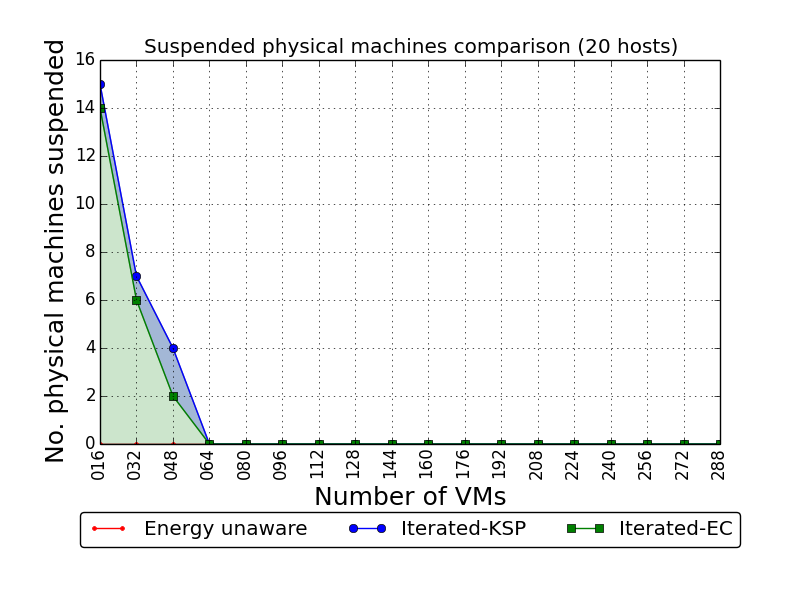 Suspended physical machines comparison (20 hosts)
No. physical machines suspended
16
14
12
10
8
6
4
2
0
016 032 048 064 080 096 112 128 144 160 176 192 208 224 240 256 272 288
Number of VMs
Energy unaware Iterated-KSP Iterated-EC